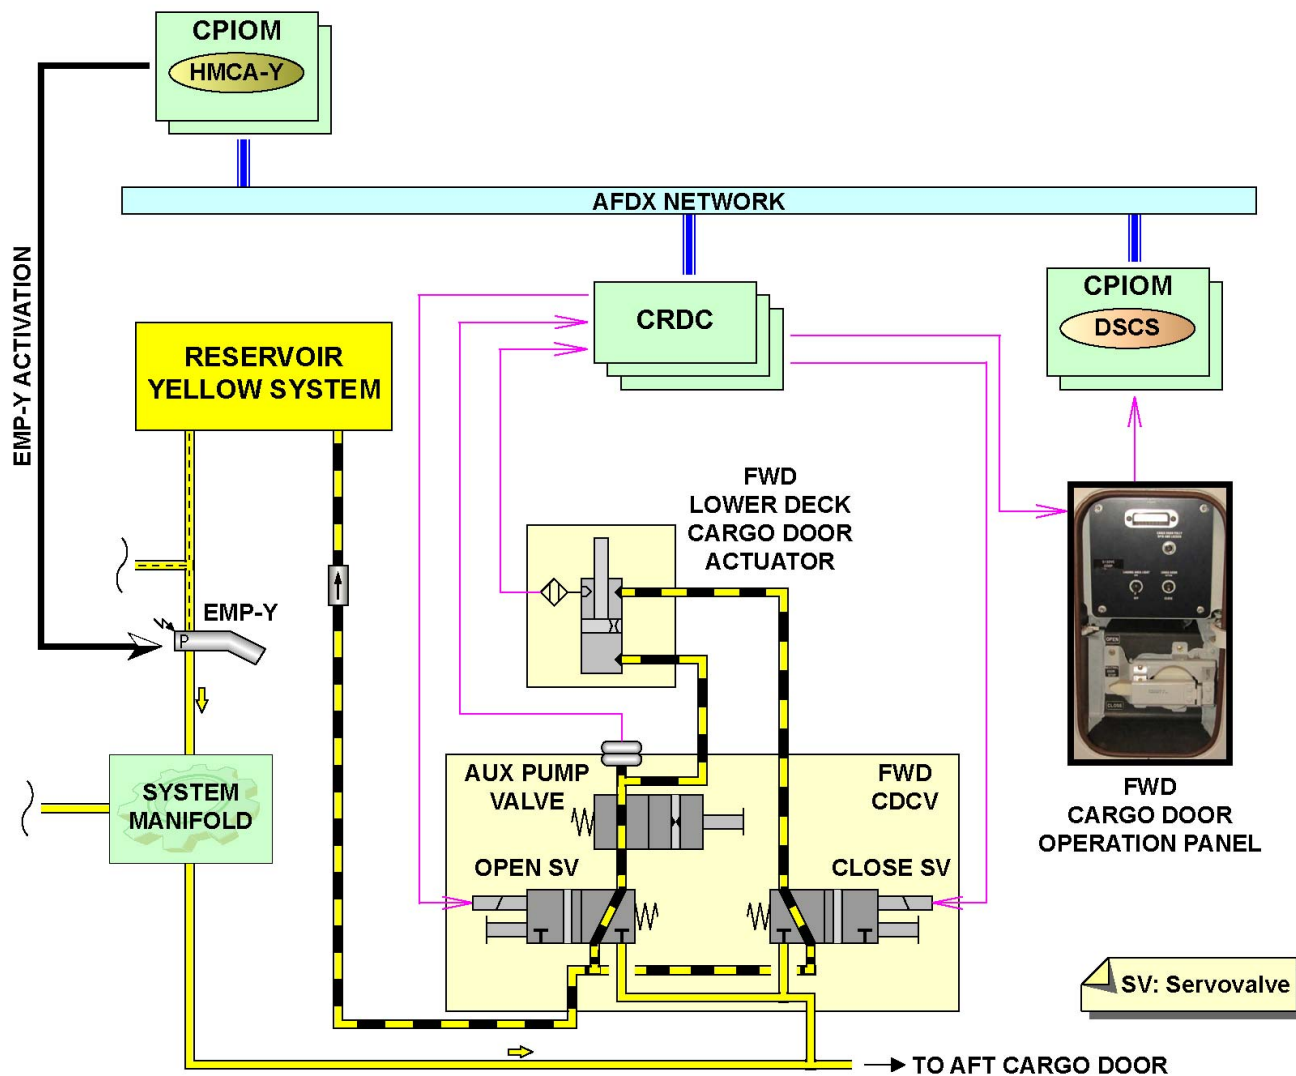 CPIOM
HMCA-Y
AFDX NETWORK
EMP-Y ACTIVATION
CRDC
CPIOM
DSCS
RESERVOIR
YELLOW SYSTEM
FWD
LOWER DECK
CARGO DOOR
ACTUATOR
EMP-Y
P
OPEN
CLOSE
SYSTEM
MANIFOLD
AUX PUMP
VALVE
FWD
CDCV
FWD
CARGO DOOR
OPERATION PANEL
OPEN SV
CLOSE SV
SV: Servovalve
TO AFT CARGO DOOR